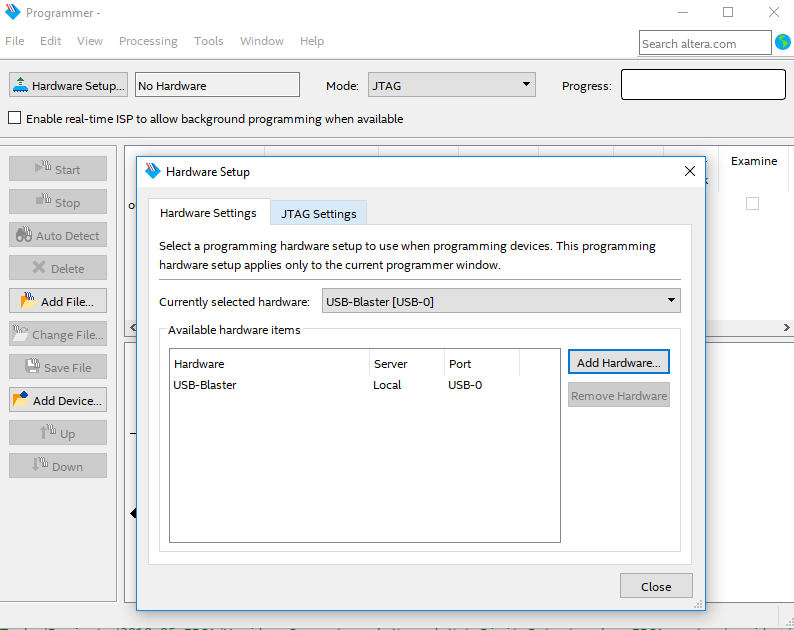 Programmer -
File Edit View Processing Tools Window Help
Search altera.com
Hardware Setup... No Hardware Mode: JTAG Progress:
Enable real-time ISP to allow background programming when available
Start
Stop
Auto Detect
Delete
Add File...
Change File...
Save File
Add Device...
Up
Down
Examine
Hardware Setup
Hardware Settings JTAG Settings
Select a programming hardware setup to use when programming devices. This programming
hardware setup applies only to the current programmer window.
Currently selected hardware: USB-Blaster [USB-0]
Available hardware items
Hardware Server Port
USB-Blaster Local USB-0
Add Hardware...
Remove Hardware
Close